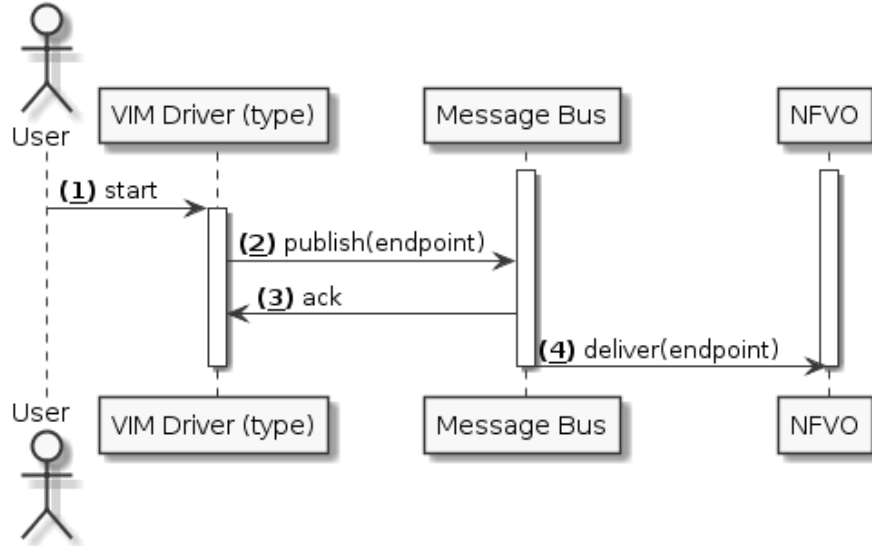 User
VIM Driver (type)
Message Bus
NFVO
(1) start
(2) publish(endpoint)
(3) ack
(4) deliver(endpoint)
User
VIM Driver (type)
Message Bus
NFVO